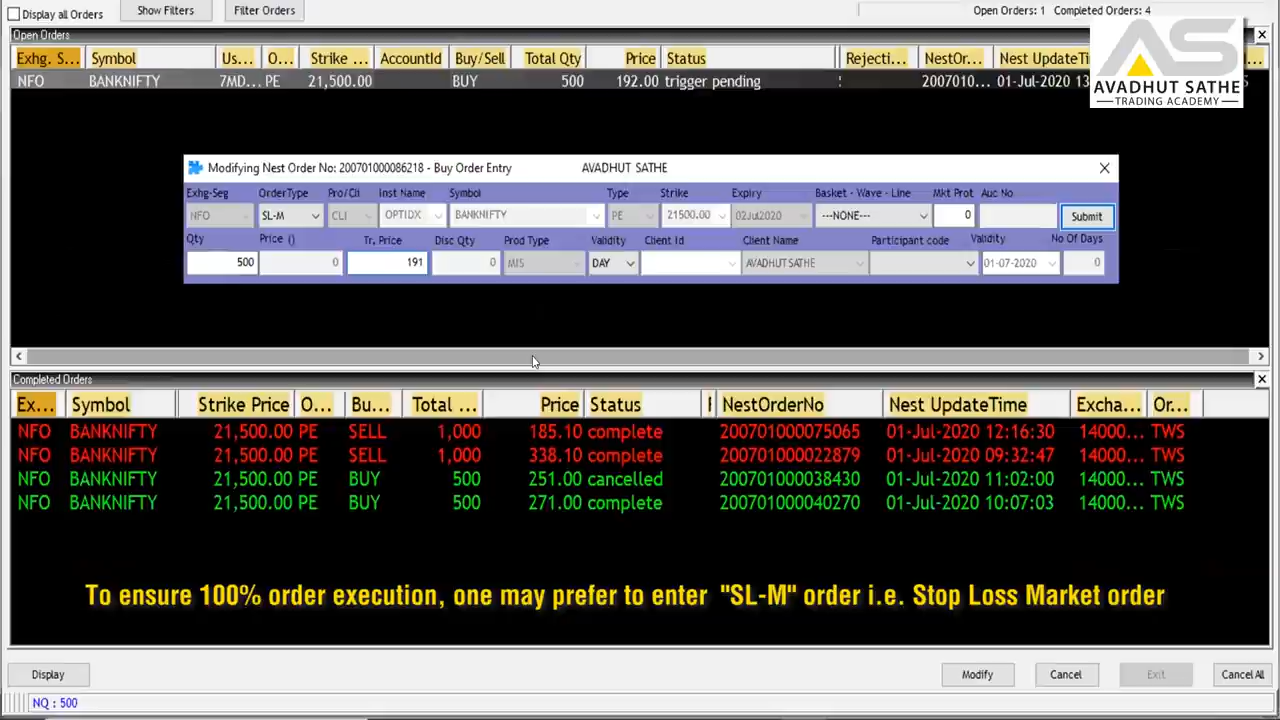 Display all Orders Show Filters Filter Orders Open Orders: 1 Completed Orders: 4
Open Orders
Exhg. S... Symbol Us... O... Strike ... AccountId Buy/Sell Total Qty Price Status Rejecti... NestOr... Nest UpdateTi
NFO BANKNIFTY 7MD... PE 21,500.00 BUY 500 192.00 trigger pending 200701... 01-Jul-2020
AS
AVADHUT SATHE
TRADING ACADEMY
Modifying Nest Order No: 200701000086218 - Buy Order Entry AVADHUT SATHE
Exhg-Seg OrderType Pro/Cli Inst Name Symbol Type Strike Expiry Basket - Wave - Line Mkt Prot Auc No
NFO SL-M CLI OPTIDX BANKNIFTY PE 21500.00 02Jul2020 ---NONE--- 0 Submit
Qty Price () Tr. Price Disc Qty Prod Type Validity Client Id Client Name Participant code Validity No Of Days
500 0 191 0 MIS DAY AVADHUT SATHE 01-07-2020 0
Completed Orders
Ex... Symbol Strike Price O... Bu... Total ... Price Status NestOrderNo Nest UpdateTime Excha... Or...
NFO BANKNIFTY 21,500.00 PE SELL 1,000 185.10 complete 200701000075065 01-Jul-2020 12:16:30 14000... TWS
NFO BANKNIFTY 21,500.00 PE SELL 1,000 338.10 complete 200701000022879 01-Jul-2020 09:32:47 14000... TWS
NFO BANKNIFTY 21,500.00 PE BUY 500 251.00 cancelled 200701000038430 01-Jul-2020 11:02:00 14000... TWS
NFO BANKNIFTY 21,500.00 PE BUY 500 271.00 complete 200701000040270 01-Jul-2020 10:07:03 14000... TWS
To ensure 100% order execution, one may prefer to enter "SL-M" order i.e. Stop Loss Market order
Display Modify Cancel Exit Cancel All
NQ : 500